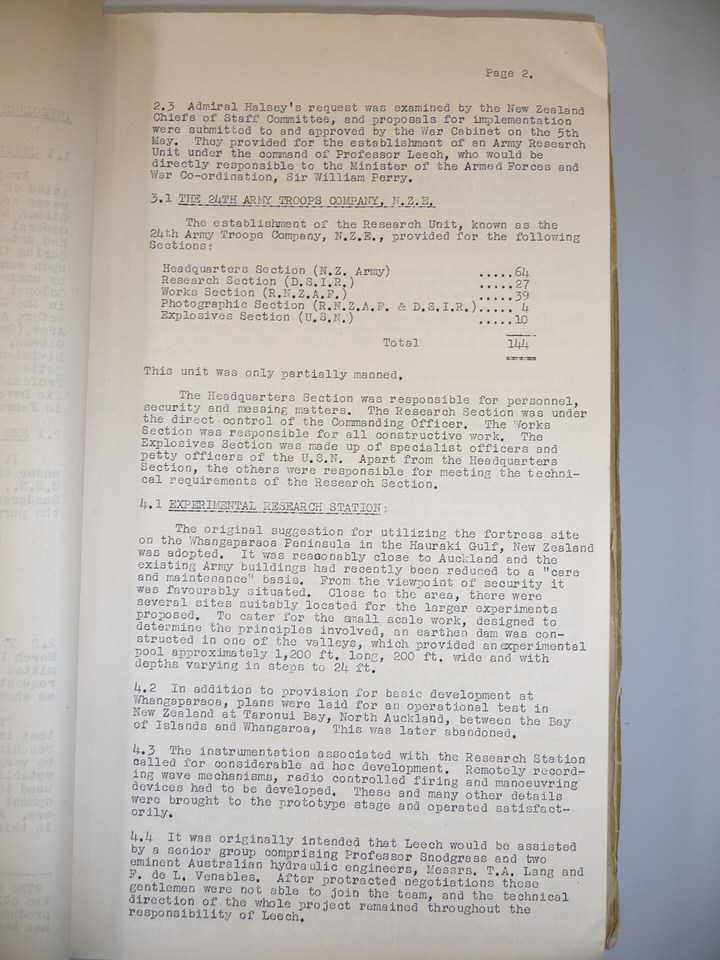 Page 2.
2.3 Admiral Halsey's request was examined by the New Zealand
Chiefs of Staff Committee, and proposals for implementation
were submitted to and approved by the War Cabinet on the 5th
May. They provided for the establishment of an Army Research
Unit under the command of Professor Leech, who would be
directly responsible to the Minister of the Armed Forces and
War Co-ordination, Sir William Perry.
3.1 THE 24TH ARMY TROOPS COMPANY, N.Z.E.
The establishment of the Research Unit, known as the
24th Army Troops Company, N.Z.E., provided for the following
Sections:
Headquarters Section (N.Z. Army) .....64
Research Section (D.S.I.R.) .....27
Works Section (R.N.Z.A.F.) .....39
Photographic Section (R.N.Z.A.F. & D.S.I.R.)..... 4
Explosives Section (U.S.N.) .....10
Total 144
This unit was only partially manned.
The Headquarters Section was responsible for personnel,
security and messing matters. The Research Section was under
the direct control of the Commanding Officer. The Works
Section was responsible for all constructive work. The
Explosives Section was made up of specialist officers and
petty officers of the U.S.N. Apart from the Headquarters
Section, the others were responsible for meeting the techni-
cal requirements of the Research Section.
4.1 EXPERIMENTAL RESEARCH STATION:
The original suggestion for utilizing the fortress site
on the Whangaparaoa Peninsula in the Hauraki Gulf, New Zealand
was adopted. It was reasonably close to Auckland and the
existing Army buildings had recently been reduced to a "care
and maintenance" basis. From the viewpoint of security it
was favourably situated. Close to the area, there were
several sites suitably located for the larger experiments
proposed. To cater for the small scale work, designed to
determine the principles involved, an earthen dam was con-
structed in one of the valleys, which provided an experimental
pool approximately 1,200 ft. long, 200 ft. wide and with
depths varying in steps to 24 ft.
4.2 In addition to provision for basic development at
Whangaparaoa, plans were laid for an operational test in
New Zealand at Taronui Bay, North Auckland, between the Bay
of Islands and Whangaroa, This was later abandoned.
4.3 The instrumentation associated with the Research Station
called for considerable ad hoc development. Remotely record-
ing wave mechanisms, radio controlled firing and manoeuvring
devices had to be developed. These and many other details
were brought to the prototype stage and operated satisfact-
orily.
4.4 It was originally intended that Leech would be assisted
by a senior group comprising Professor Snodgrass and two
eminent Australian hydraulic engineers, Messrs. T.A. Lang and
F. de L. Venables. After protracted negotiations these
gentlemen were not able to join the team, and the technical
direction of the whole project remained throughout the
responsibility of Leech.